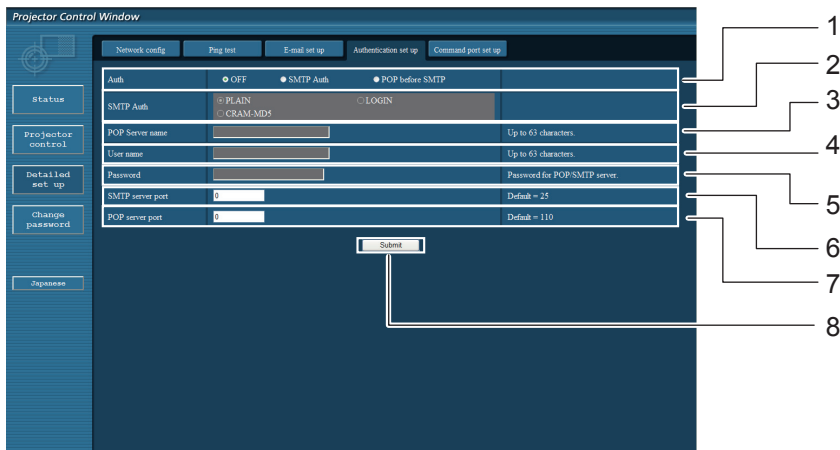 Projector Control Window
Network config
Ping test
E-mail set up
Authentication set up
Command port set up
Status
Projector
control
Detailed
set up
Change
password
Japanese
Auth
OFF
SMTP Auth
POP before SMTP
SMTP Auth
PLAIN
LOGIN
CRAM-MD5
POP Server name
Up to 63 characters.
User name
Up to 63 characters.
Password
Password for POP/SMTP server.
SMTP server port
0
Default = 25
POP server port
0
Default = 110
Submit
1
2
3
4
5
6
7
8